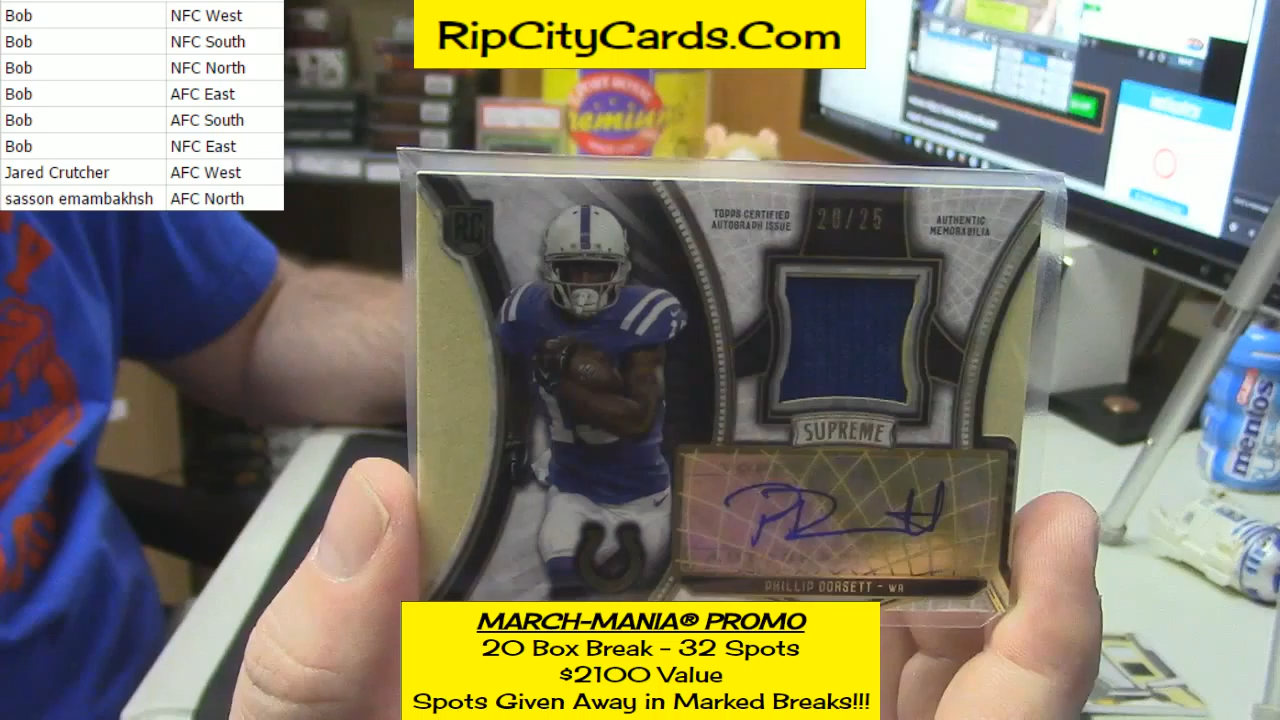 Bob NFC West
Bob NFC South
Bob NFC North
Bob AFC East
Bob AFC South
Bob NFC East
Jared Crutcher AFC West
sasson emambakhsh AFC North
RipCityCards.Com
RC
TOPPS CERTIFIED
AUTOGRAPH ISSUE
20/25
AUTHENTIC
MEMORABILIA
SUPREME
PHILLIP DORSETT - WR
mentos
MARCH-MANIA® PROMO
20 Box Break - 32 Spots
$2100 Value
Spots Given Away in Marked Breaks!!!